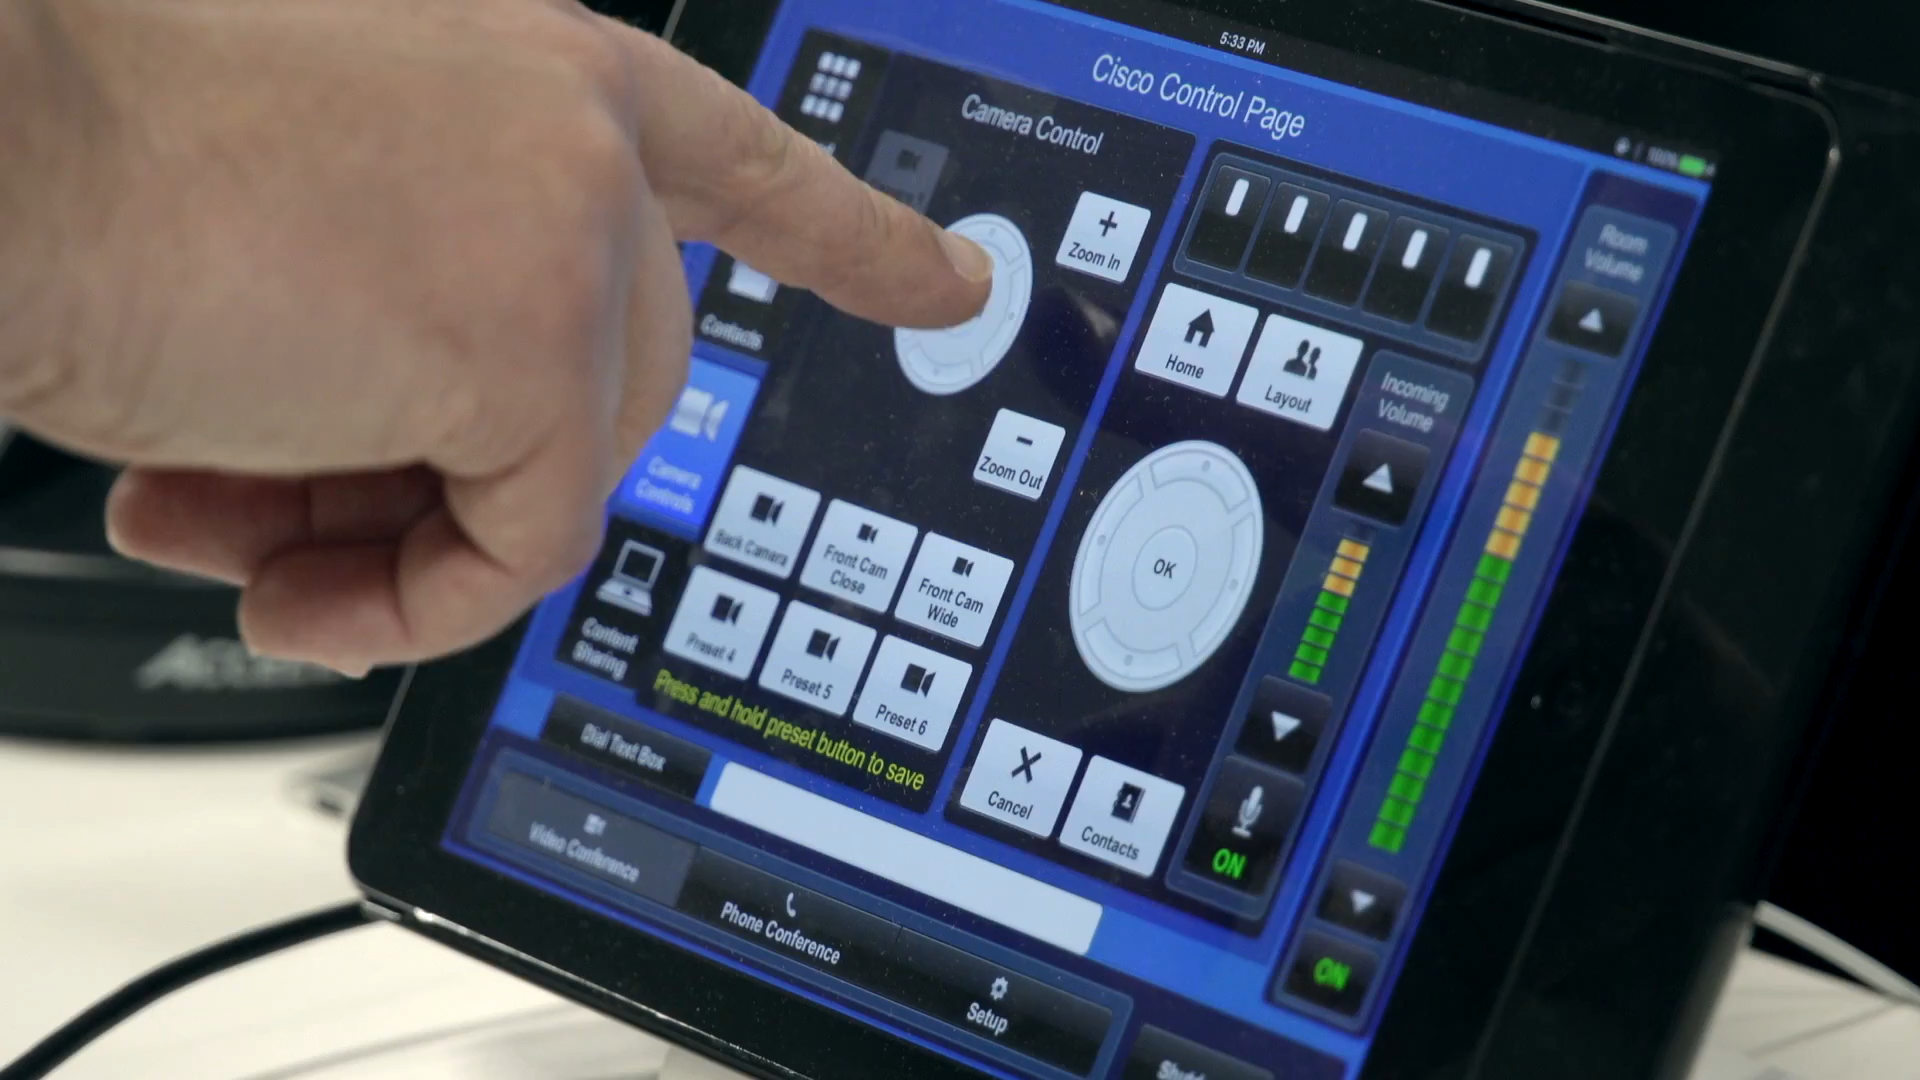 5:33 PM
100%
Cisco Control Page
Camera Control
Zoom In
Zoom Out
Contacts
Camera
Controls
Content
Sharing
Back Camera
Front Cam
Close
Front Cam
Wide
Preset 4
Preset 5
Preset 6
Press and hold preset button to save
Home
Layout
OK
Cancel
Contacts
Incoming
Volume
ON
Room
Volume
ON
Dial Text Box
Video Conference
Phone Conference
Setup